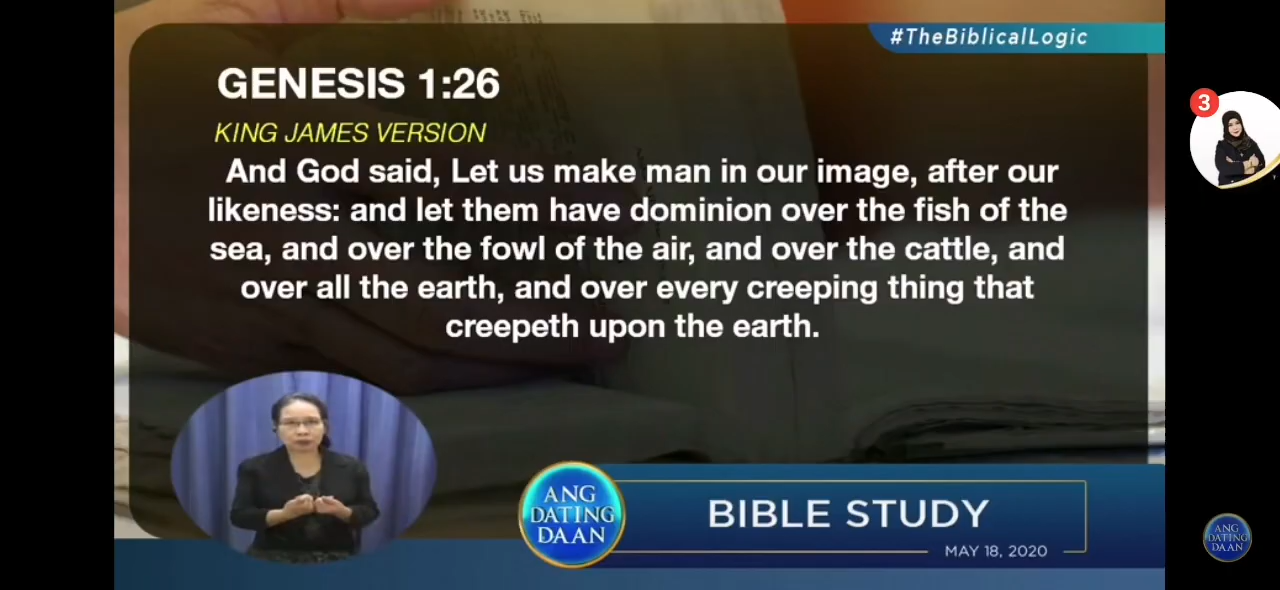 #TheBiblicalLogic
GENESIS 1:26
KING JAMES VERSION
And God said, Let us make man in our image, after our
likeness: and let them have dominion over the fish of the
sea, and over the fowl of the air, and over the cattle, and
over all the earth, and over every creeping thing that
creepeth upon the earth.
3
ANG
DATING
DAAN
BIBLE STUDY
MAY 18, 2020
ANG
DATING
DAAN